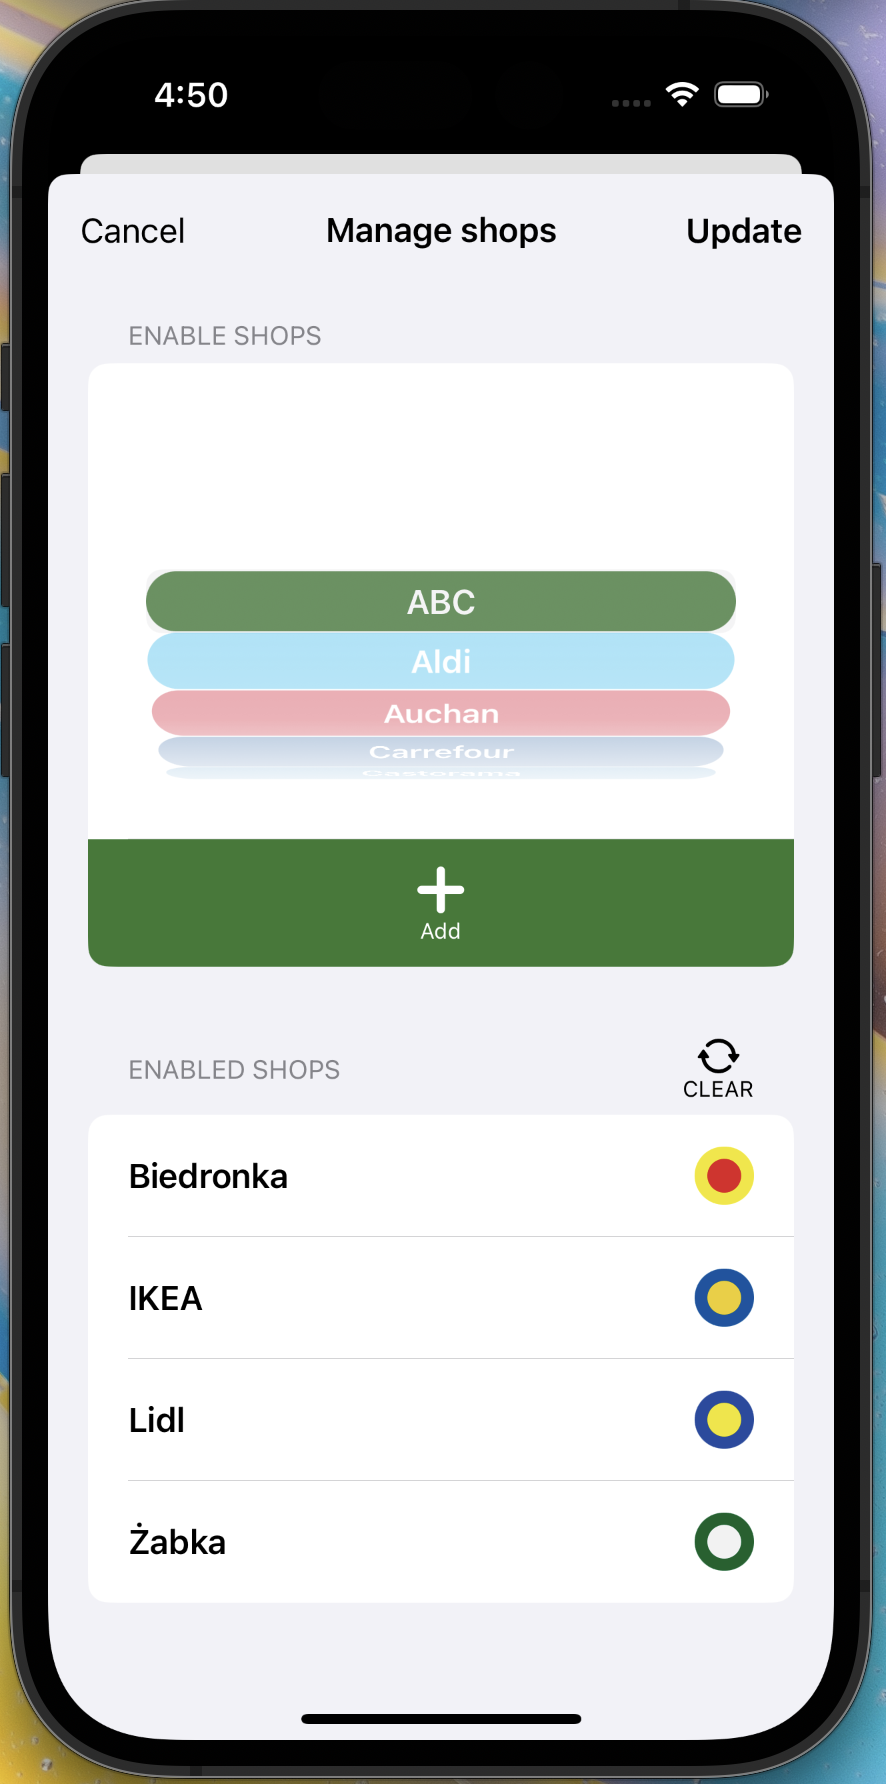 4:50
Cancel
Manage shops
Update
ENABLE SHOPS
ABC
Aldi
Auchan
Carrefour
Castorama
Add
ENABLED SHOPS
CLEAR
Biedronka
IKEA
Lidl
Żabka